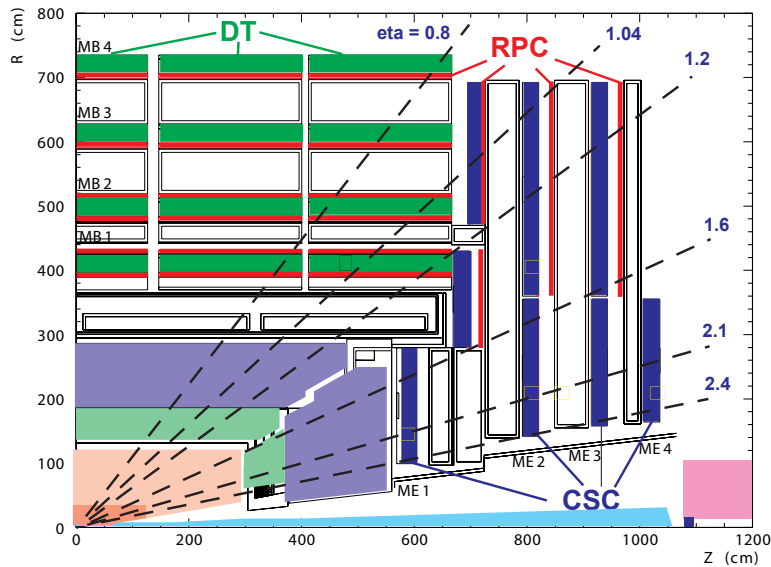 R (cm)
800
700
600
500
400
300
200
100
0
MB 4
MB 3
MB 2
MB 1
DT
eta = 0.8
RPC
1.04
1.2
1.6
2.1
2.4
ME 1
ME 2
ME 3
ME 4
CSC
0
200
400
600
800
1000
1200
Z (cm)